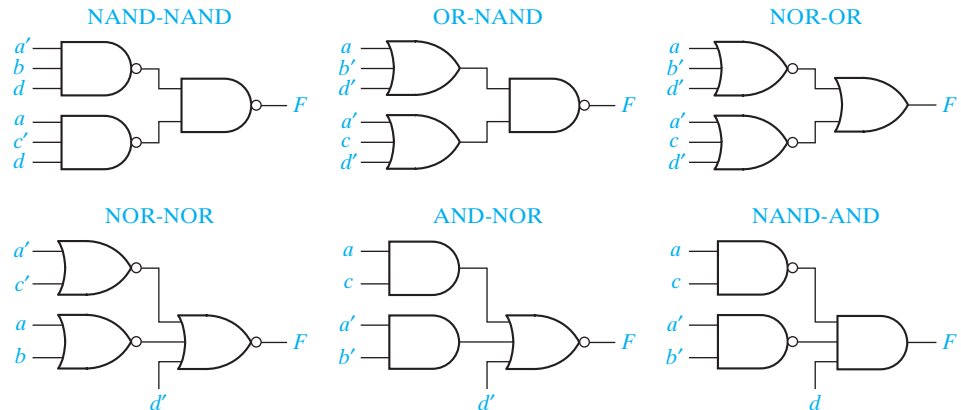 NAND-NAND
a′
b
d
a
c′
d
F
OR-NAND
a
b′
d′
a′
c
d′
F
NOR-OR
a
b′
d′
a′
c
d′
F
NOR-NOR
a′
c′
a
b
d′
F
AND-NOR
a
c
a′
b′
d′
F
NAND-AND
a
c
a′
b′
d
F